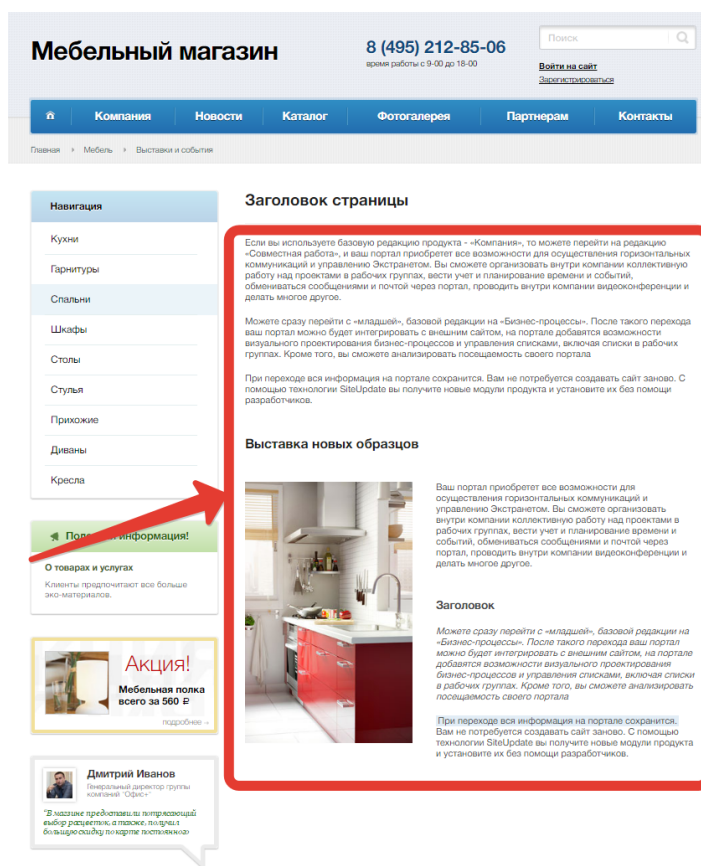 Мебельный магазин
8 (495) 212-85-06
время работы с 9-00 до 18-00
Поиск
Войти на сайт
Зарегистрироваться
Компания
Новости
Каталог
Фотогалерея
Партнерам
Контакты
Главная › Мебель › Выставки и события
Навигация
Кухни
Гарнитуры
Спальни
Шкафы
Столы
Стулья
Прихожие
Диваны
Кресла
информация!
О товарах и услугах
Клиенты предпочитают все больше
эко-материалов.
Акция!
Мебельная полка
всего за 560 ₽
подробнее →
Дмитрий Иванов
Генеральный директор группы
компаний "Офис+"
"В магазине предоставили потрясающий
выбор расцветок, а также, получил
большую скидку по карте постоянного
Заголовок страницы
Если вы используете базовую редакцию продукта - «Компания», то можете перейти на редакцию
«Совместная работа», и ваш портал приобретет все возможности для осуществления горизонтальных
коммуникаций и управлению Экстранетом. Вы сможете организовать внутри компании коллективную
работу над проектами в рабочих группах, вести учет и планирование времени и событий,
обмениваться сообщениями и почтой через портал, проводить внутри компании видеоконференции и
делать многое другое.
Можете сразу перейти с «младшей», базовой редакции на «Бизнес-процессы». После такого перехода
ваш портал можно будет интегрировать с внешним сайтом, на портале добавятся возможности
визуального проектирования бизнес-процессов и управления списками, включая списки в рабочих
группах. Кроме того, вы сможете анализировать посещаемость своего портала
При переходе вся информация на портале сохранится. Вам не потребуется создавать сайт заново. С
помощью технологии SiteUpdate вы получите новые модули продукта и установите их без помощи
разработчиков.
Выставка новых образцов
Ваш портал приобретет все возможности для
осуществления горизонтальных коммуникаций и
управлению Экстранетом. Вы сможете организовать
внутри компании коллективную работу над проектами в
рабочих группах, вести учет и планирование времени и
событий, обмениваться сообщениями и почтой через
портал, проводить внутри компании видеоконференции и
делать многое другое.
Заголовок
Можете сразу перейти с «младшей», базовой редакции на
«Бизнес-процессы». После такого перехода ваш портал
можно будет интегрировать с внешним сайтом, на портале
добавятся возможности визуального проектирования
бизнес-процессов и управления списками, включая списки
в рабочих группах. Кроме того, вы сможете анализировать
посещаемость своего портала
При переходе вся информация на портале сохранится.
Вам не потребуется создавать сайт заново. С помощью
технологии SiteUpdate вы получите новые модули продукта
и установите их без помощи разработчиков.